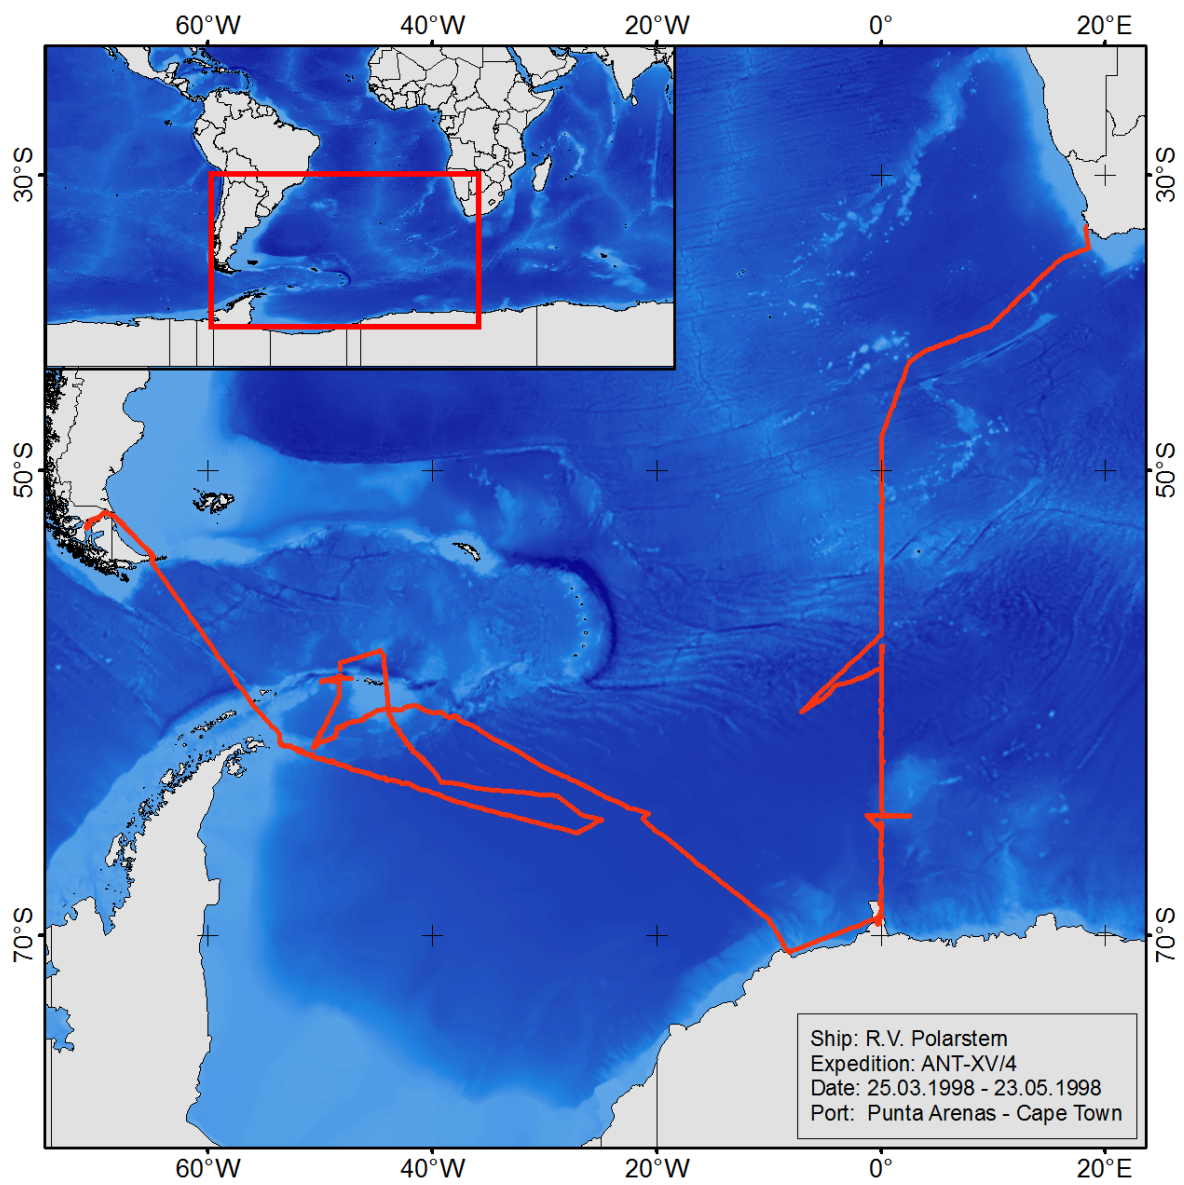 60°W 40°W 20°W 0° 20°E
30°S 30°S
50°S 50°S
70°S 70°S
Ship: R.V. Polarstern
Expedition: ANT-XV/4
Date: 25.03.1998 - 23.05.1998
Port: Punta Arenas - Cape Town
60°W 40°W 20°W 0° 20°E